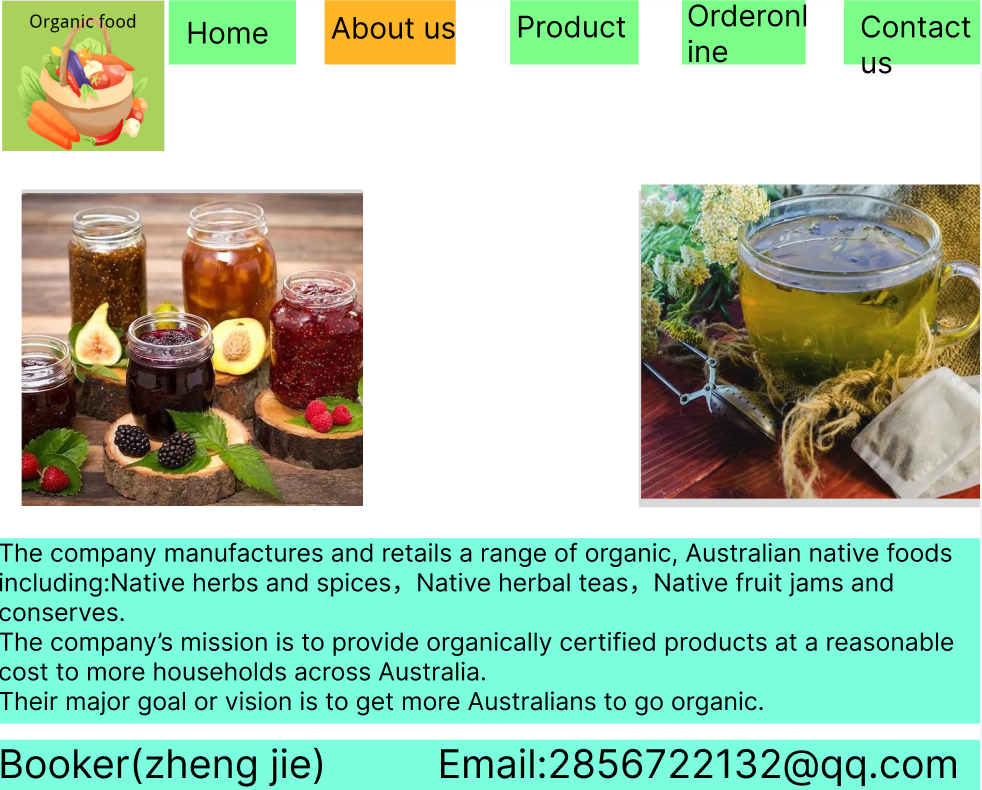 Organic food
Home
About us
Product
Orderonl
ine
Contact
us
The company manufactures and retails a range of organic, Australian native foods
including:Native herbs and spices，Native herbal teas，Native fruit jams and
conserves.
The company’s mission is to provide organically certified products at a reasonable
cost to more households across Australia.
Their major goal or vision is to get more Australians to go organic.
Booker(zheng jie) Email:2856722132@qq.com